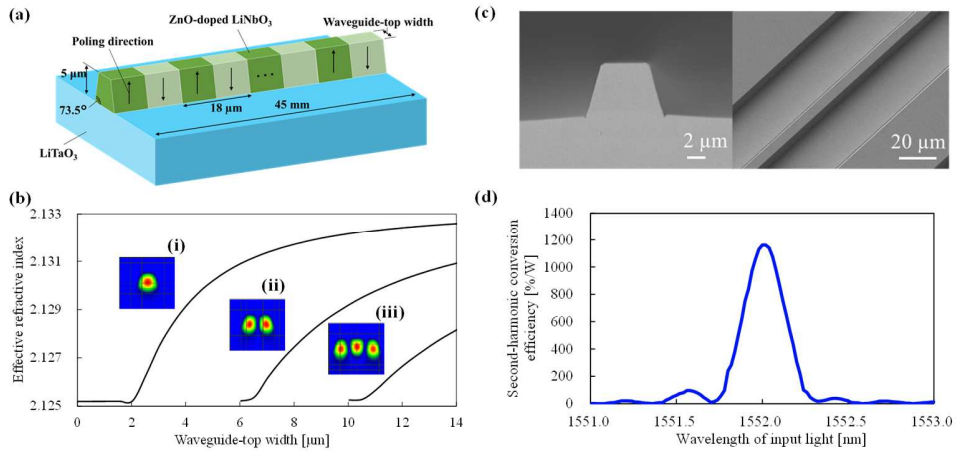 (a)
ZnO-doped LiNbO3
Waveguide-top width
Poling direction
5 µm
18 µm
45 mm
73.5°
LiTaO3
(b)
2.133
2.131
2.129
2.127
2.125
Effective refractive index
(i)
(ii)
(iii)
0 2 4 6 8 10 12 14
Waveguide-top width [µm]
(c)
2 µm
20 µm
(d)
1400
1200
1000
800
600
400
200
0
Second-harmonic conversion
efficiency [%/W]
1551.0 1551.5 1552.0 1552.5 1553.0
Wavelength of input light [nm]